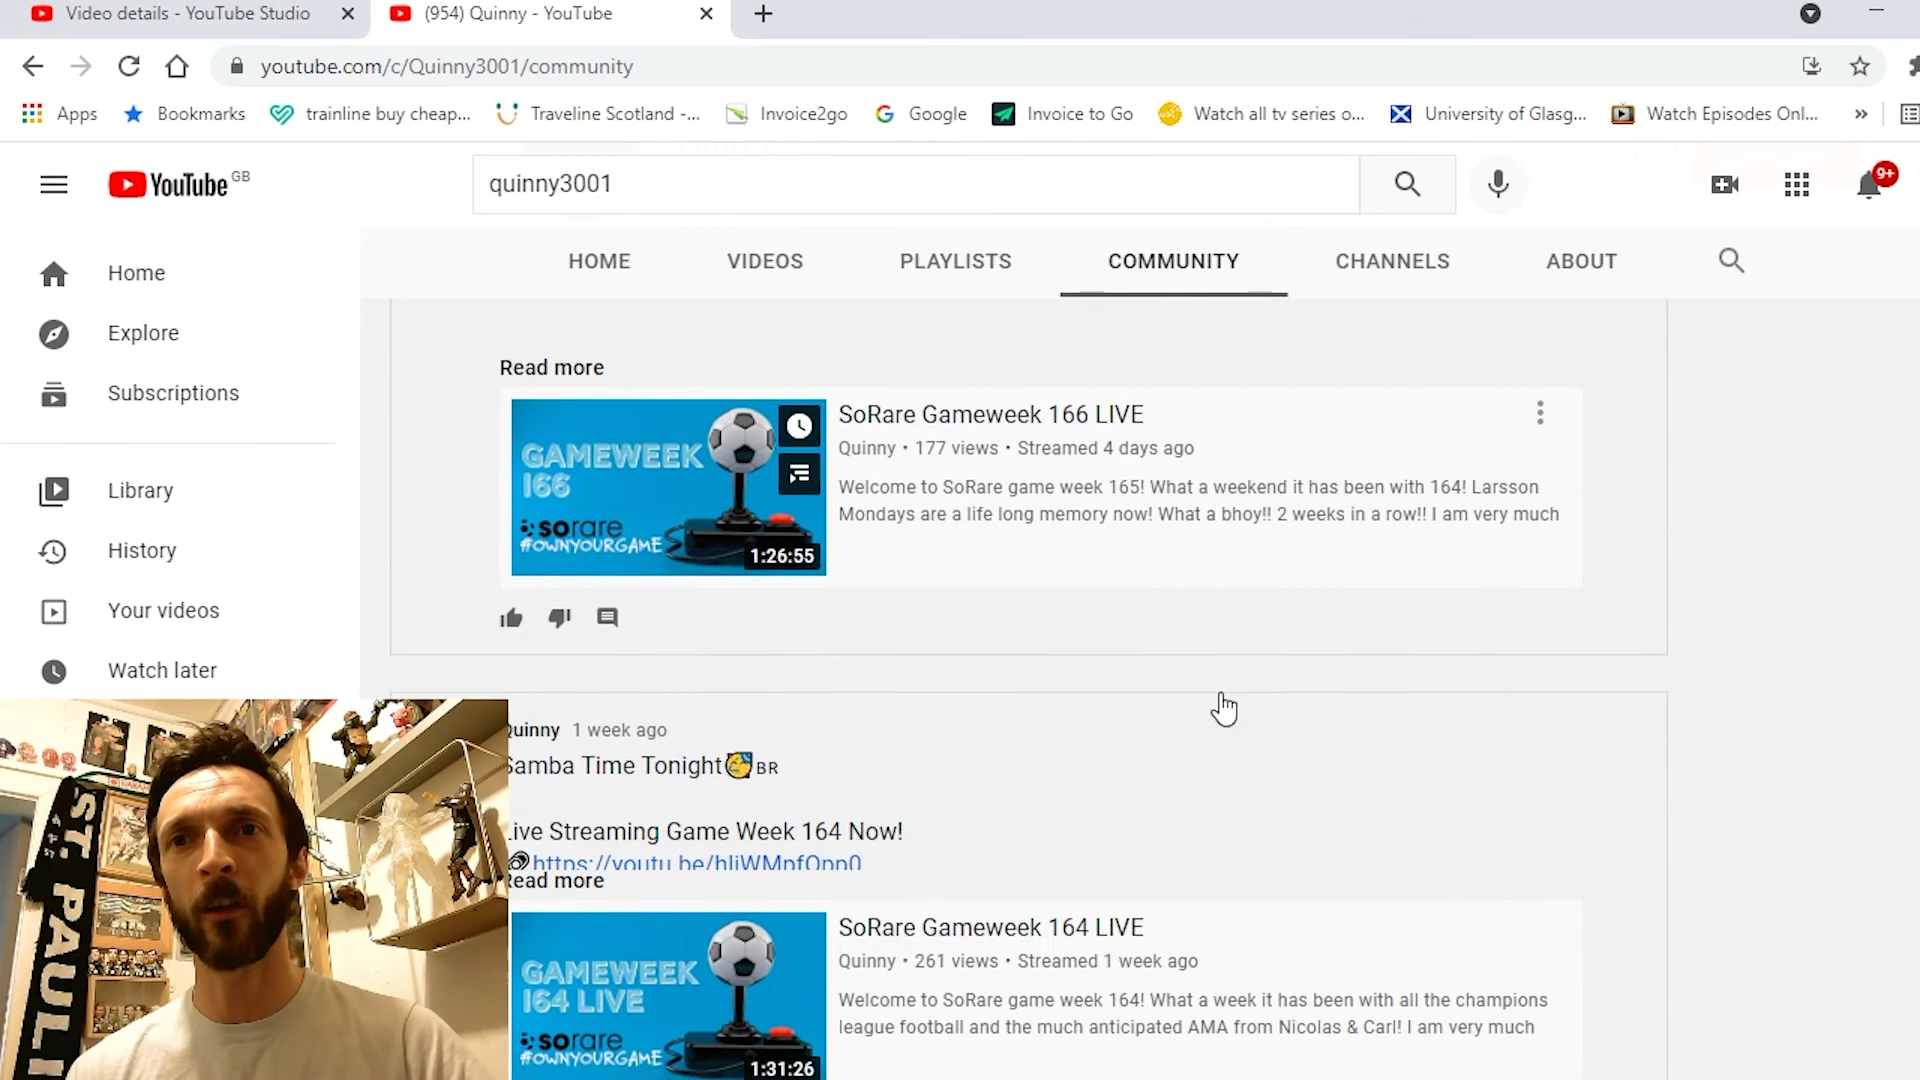 Video details - YouTube Studio
(954) Quinny - YouTube
youtube.com/c/Quinny3001/community
Apps
Bookmarks
trainline buy cheap...
Traveline Scotland -...
Invoice2go
Google
Invoice to Go
Watch all tv series o...
University of Glasg...
Watch Episodes Onl...
YouTube GB
quinny3001
9+
HOME
VIDEOS
PLAYLISTS
COMMUNITY
CHANNELS
ABOUT
Home
Explore
Subscriptions
Library
History
Your videos
Watch later
Read more
GAMEWEEK
166
sorare
#OWNYOURGAME
1:26:55
SoRare Gameweek 166 LIVE
Quinny • 177 views • Streamed 4 days ago
Welcome to SoRare game week 165! What a weekend it has been with 164! Larsson
Mondays are a life long memory now! What a bhoy!! 2 weeks in a row!! I am very much
Quinny 1 week ago
Samba Time Tonight BR
Live Streaming Game Week 164 Now!
Read more
GAMEWEEK
164 LIVE
sorare
#OWNYOURGAME
1:31:26
SoRare Gameweek 164 LIVE
Quinny • 261 views • Streamed 1 week ago
Welcome to SoRare game week 164! What a week it has been with all the champions
league football and the much anticipated AMA from Nicolas & Carl! I am very much
ST. PAULI